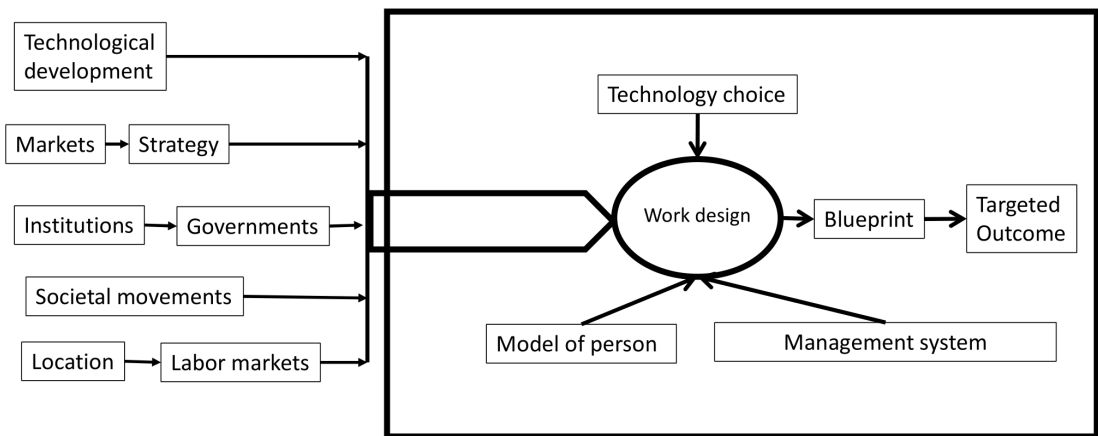 Technological
development
Technology choice
Markets
Strategy
Institutions
Governments
Work design
Blueprint
Targeted
Outcome
Societal movements
Model of person
Management system
Location
Labor markets